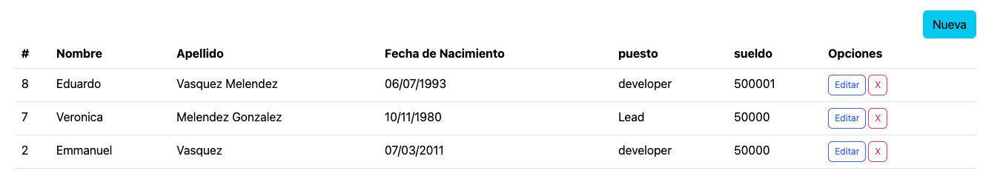 Nueva
# Nombre Apellido Fecha de Nacimiento puesto sueldo Opciones
8 Eduardo Vasquez Melendez 06/07/1993 developer 500001 Editar X
7 Veronica Melendez Gonzalez 10/11/1980 Lead 50000 Editar X
2 Emmanuel Vasquez 07/03/2011 developer 50000 Editar X